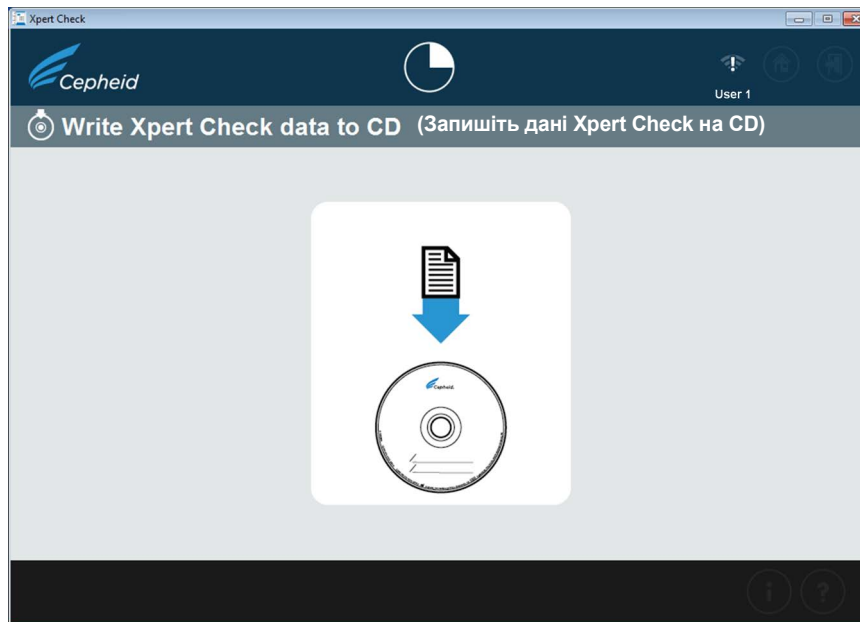 Xpert Check
Cepheid
User 1
Write Xpert Check data to CD (Запишіть дані Xpert Check на CD)
Cepheid